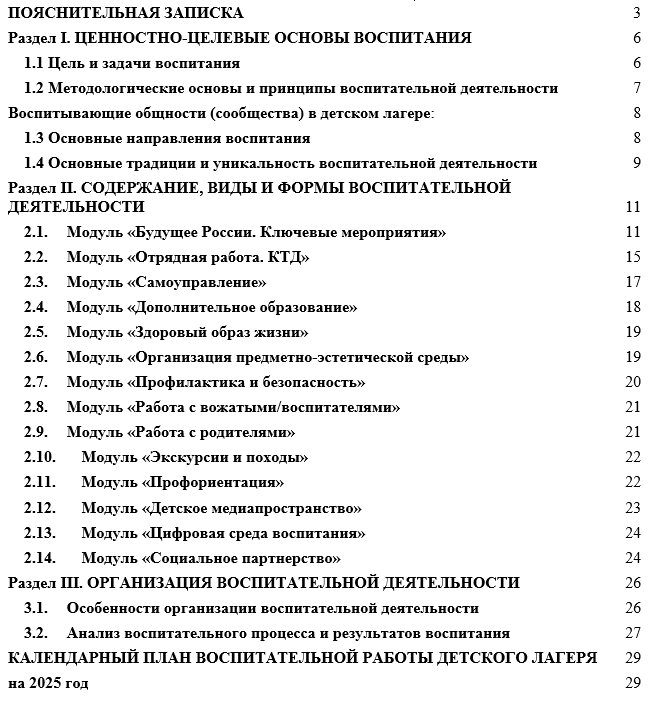 ПОЯСНИТЕЛЬНАЯ ЗАПИСКА 3
Раздел I. ЦЕННОСТНО-ЦЕЛЕВЫЕ ОСНОВЫ ВОСПИТАНИЯ 6
1.1 Цель и задачи воспитания 6
1.2 Методологические основы и принципы воспитательной деятельности 7
Воспитывающие общности (сообщества) в детском лагере: 8
1.3 Основные направления воспитания 8
1.4 Основные традиции и уникальность воспитательной деятельности 9
Раздел II. СОДЕРЖАНИЕ, ВИДЫ И ФОРМЫ ВОСПИТАТЕЛЬНОЙ
ДЕЯТЕЛЬНОСТИ 11
2.1. Модуль «Будущее России. Ключевые мероприятия» 11
2.2. Модуль «Отрядная работа. КТД» 15
2.3. Модуль «Самоуправление» 17
2.4. Модуль «Дополнительное образование» 18
2.5. Модуль «Здоровый образ жизни» 19
2.6. Модуль «Организация предметно-эстетической среды» 19
2.7. Модуль «Профилактика и безопасность» 20
2.8. Модуль «Работа с вожатыми/воспитателями» 21
2.9. Модуль «Работа с родителями» 21
2.10. Модуль «Экскурсии и походы» 22
2.11. Модуль «Профориентация» 22
2.12. Модуль «Детское медиапространство» 23
2.13. Модуль «Цифровая среда воспитания» 24
2.14. Модуль «Социальное партнерство» 24
Раздел III. ОРГАНИЗАЦИЯ ВОСПИТАТЕЛЬНОЙ ДЕЯТЕЛЬНОСТИ 26
3.1. Особенности организации воспитательной деятельности 26
3.2. Анализ воспитательного процесса и результатов воспитания 27
КАЛЕНДАРНЫЙ ПЛАН ВОСПИТАТЕЛЬНОЙ РАБОТЫ ДЕТСКОГО ЛАГЕРЯ 29
на 2025 год 29